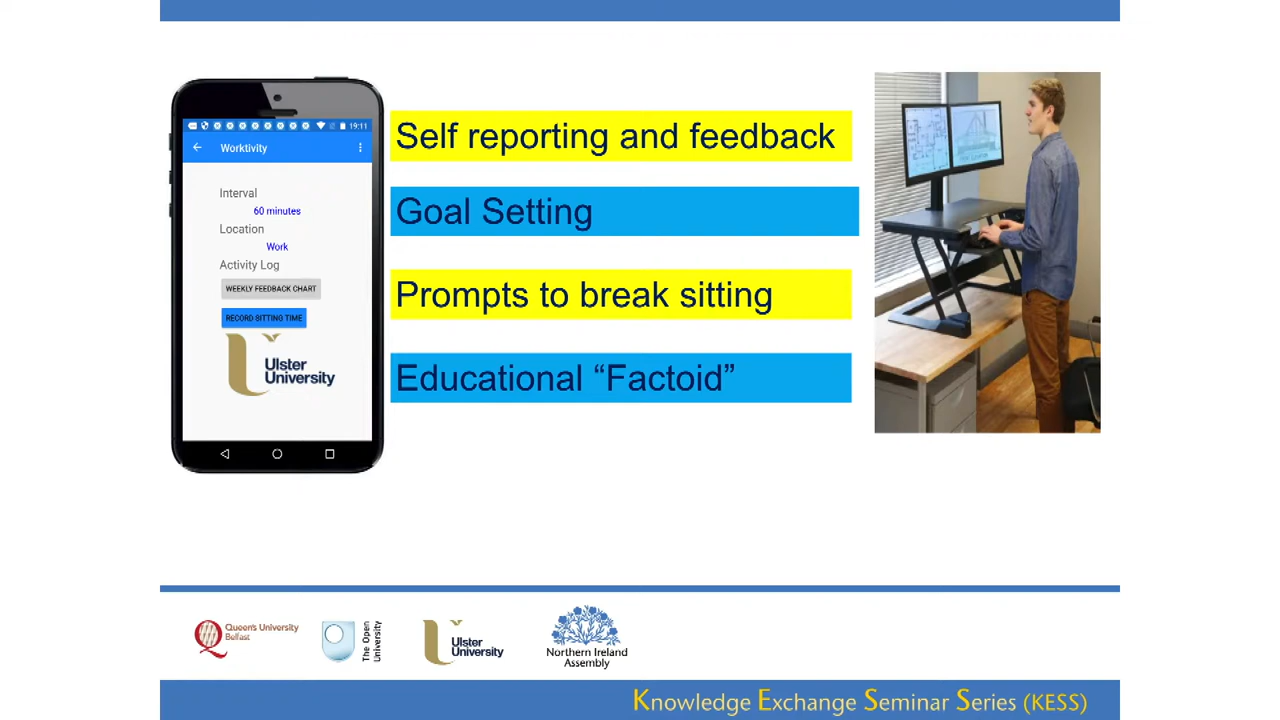 19:11
Worktivity
Interval
60 minutes
Location
Work
Activity Log
WEEKLY FEEDBACK CHART
RECORD SITTING TIME
Ulster
University
Self reporting and feedback
Goal Setting
Prompts to break sitting
Educational “Factoid”
Queen's University
Belfast
The Open
University
Ulster
University
Northern Ireland
Assembly
Knowledge Exchange Seminar Series (KESS)